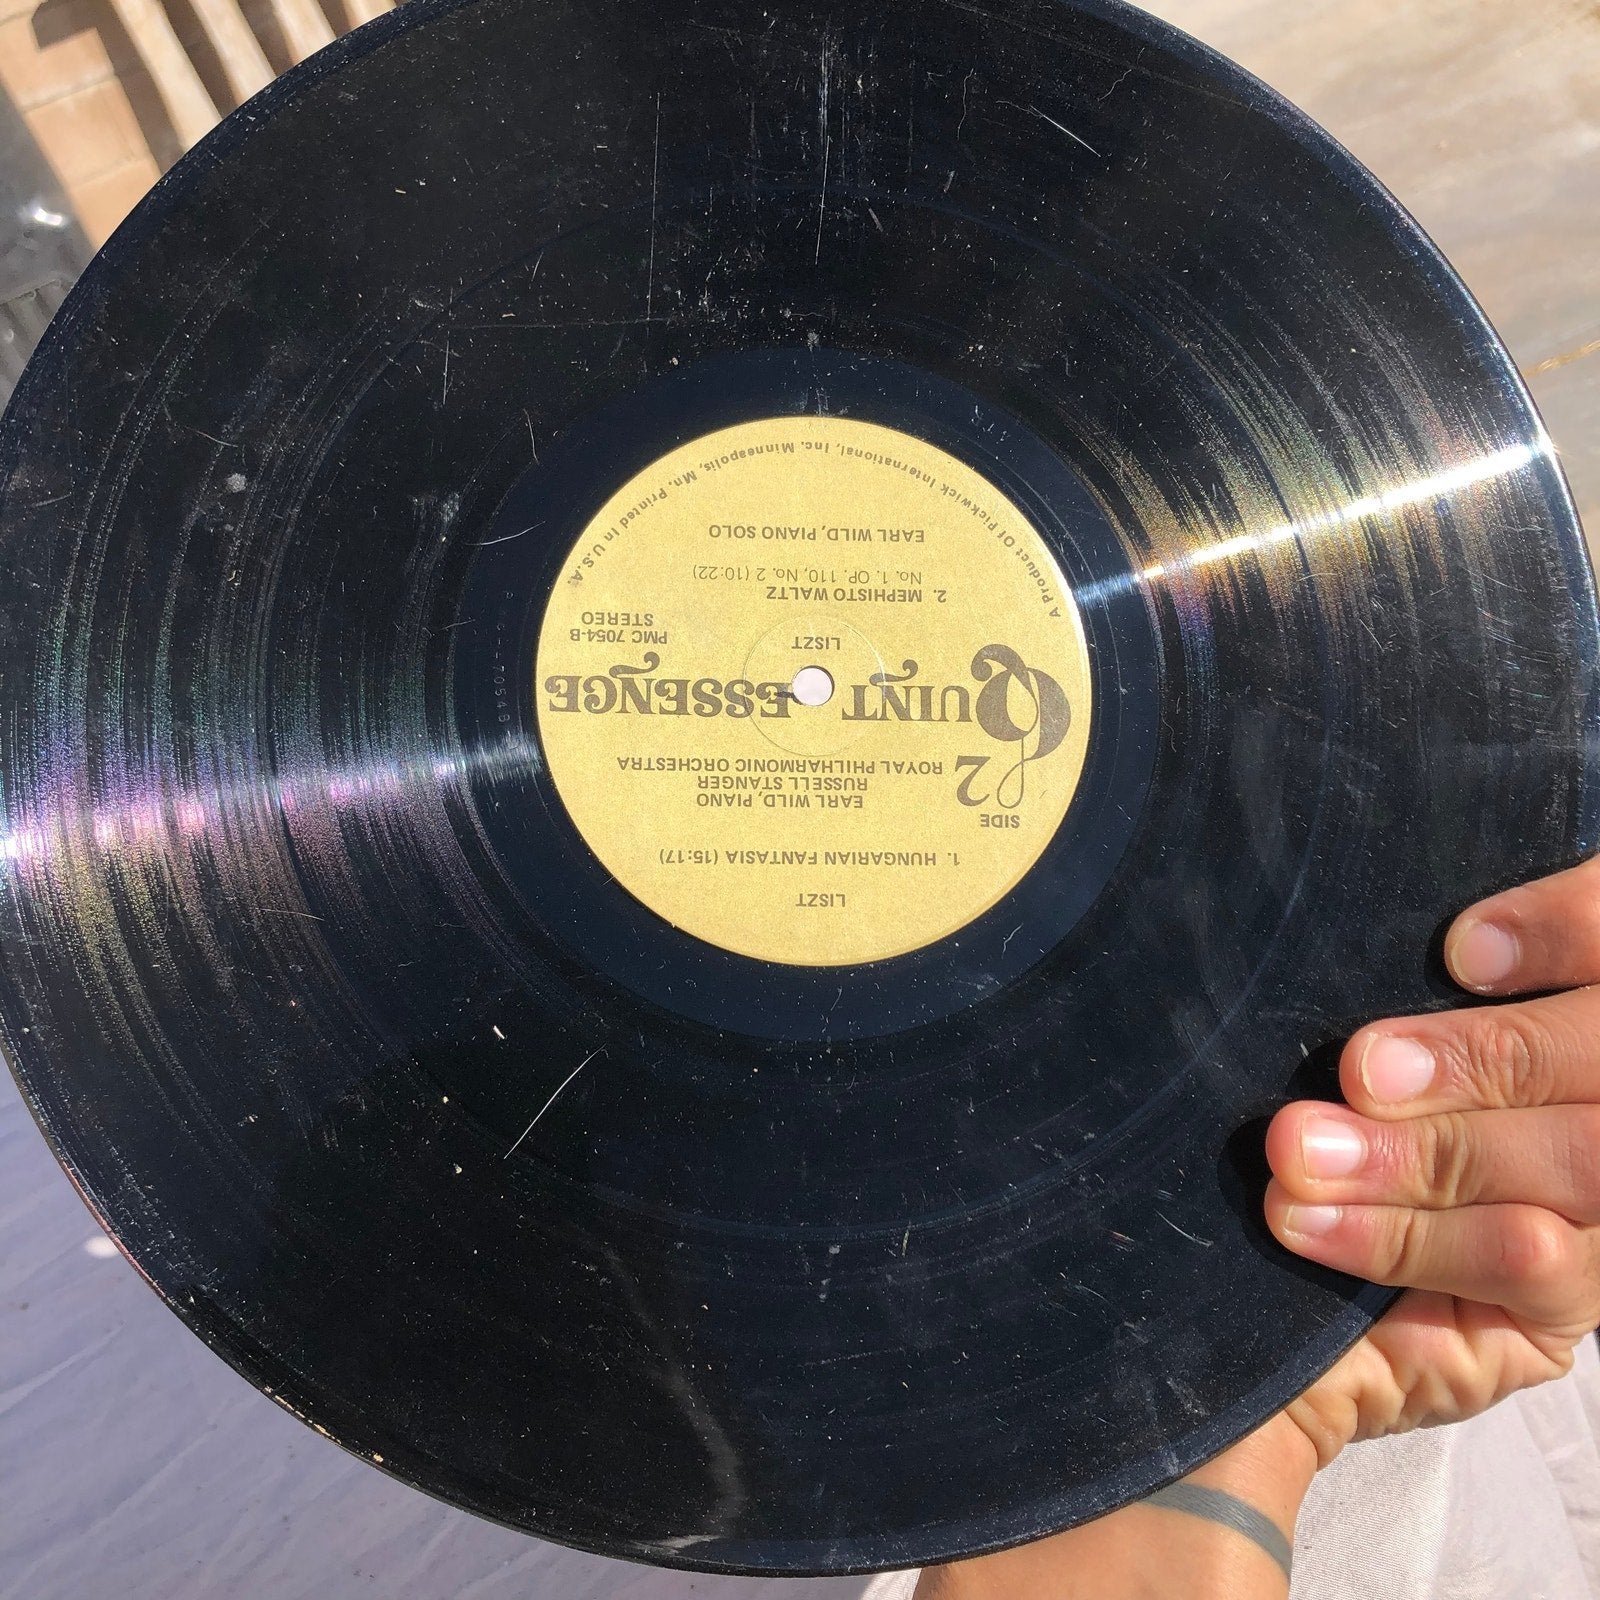 LISZT
1. HUNGARIAN FANTASIA (15:17)
SIDE
2
EARL WILD, PIANO
RUSSELL STANGER
ROYAL PHILHARMONIC ORCHESTRA
QUINTESSENCE
LISZT
PMC 7054-B
STEREO
2. MEPHISTO WALTZ
No. 1. OP. 110, No. 2 (10:22)
EARL WILD, PIANO SOLO
A Product Of Pickwick International, Inc. Minneapolis, Mn. Printed In U.S.A.